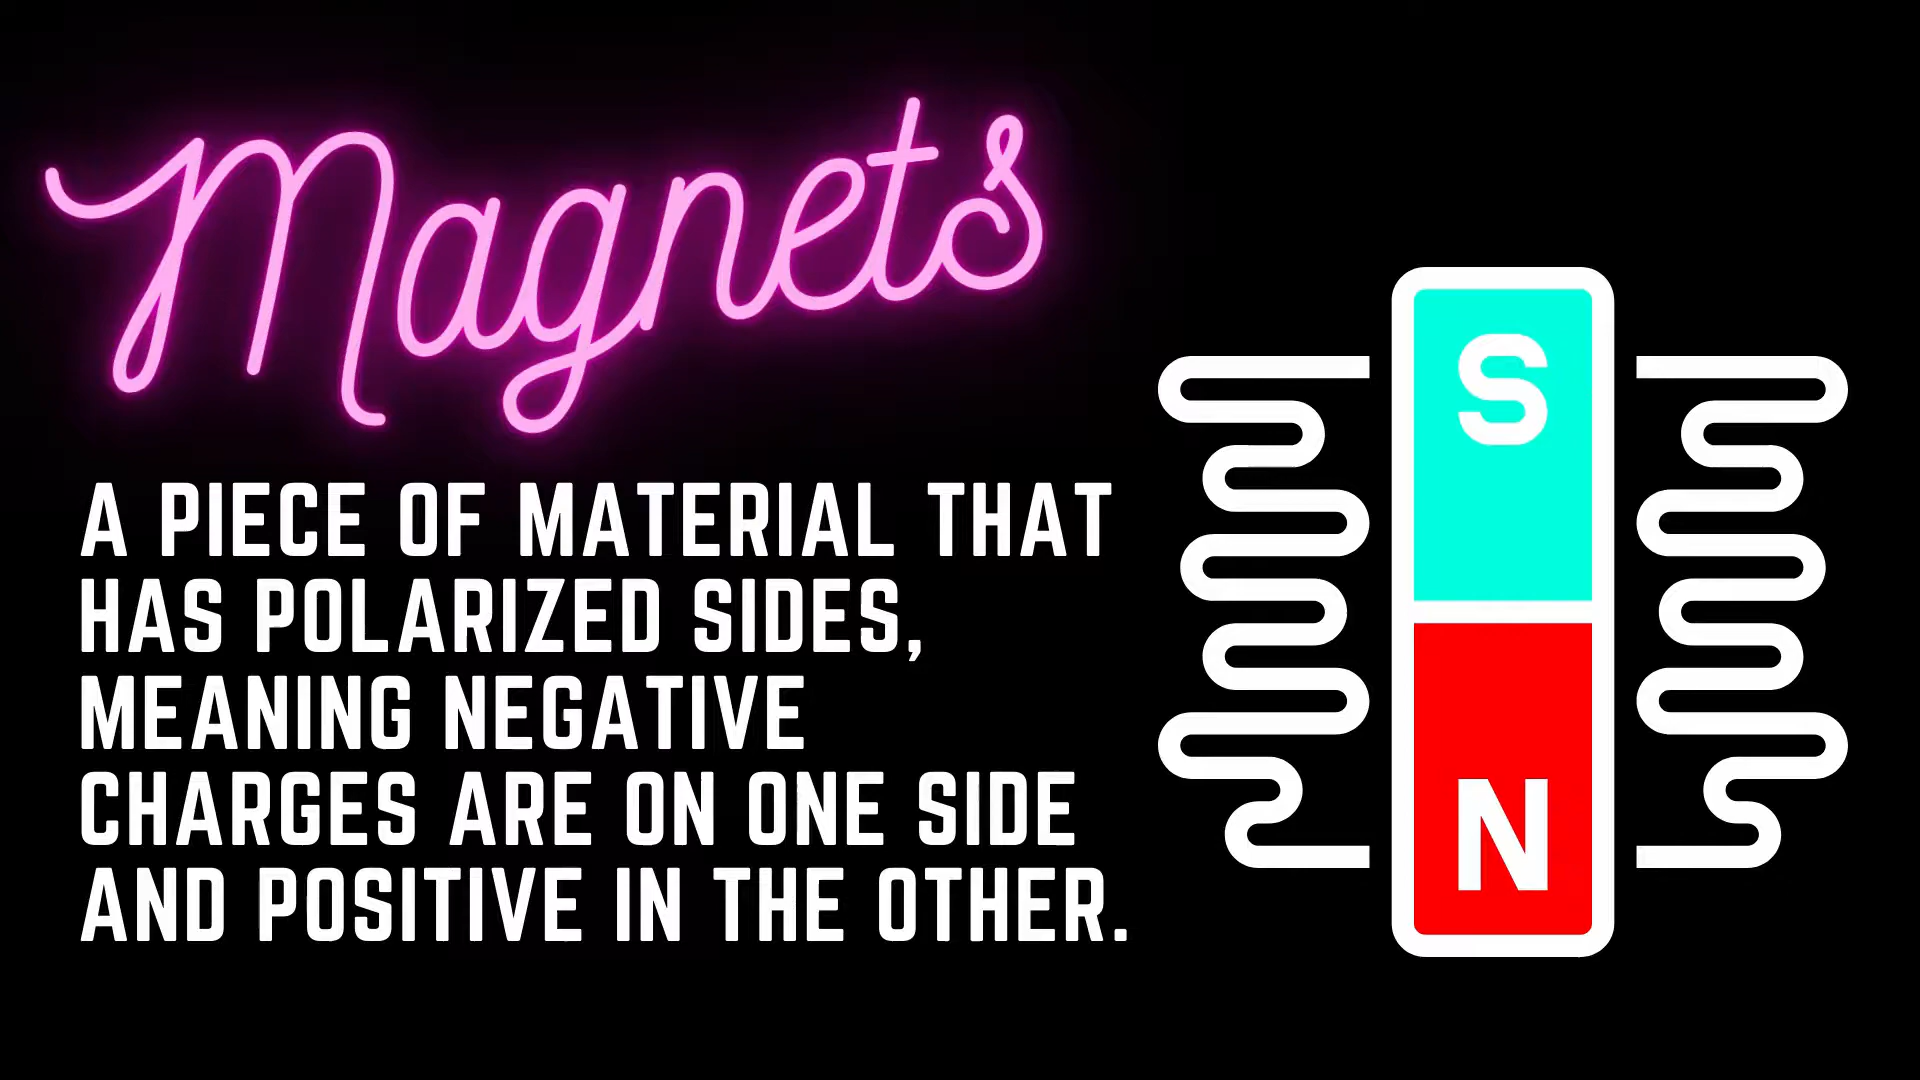 Magnets
A PIECE OF MATERIAL THAT
HAS POLARIZED SIDES,
MEANING NEGATIVE
CHARGES ARE ON ONE SIDE
AND POSITIVE IN THE OTHER.
S
N